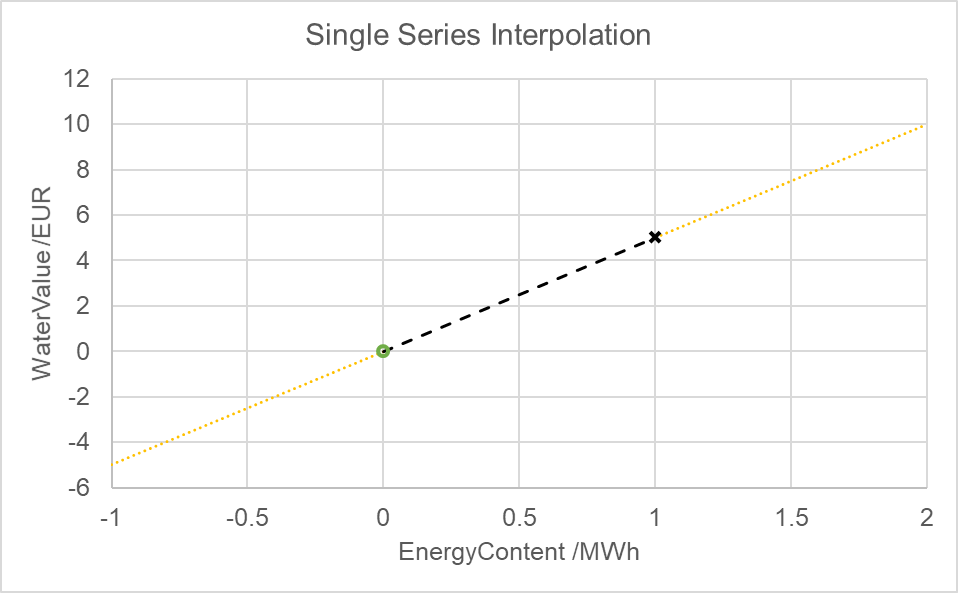 Single Series Interpolation
12
10
8
6
4
2
0
-2
-4
-6
WaterValue /EUR
-1 -0.5 0 0.5 1 1.5 2
EnergyContent /MWh